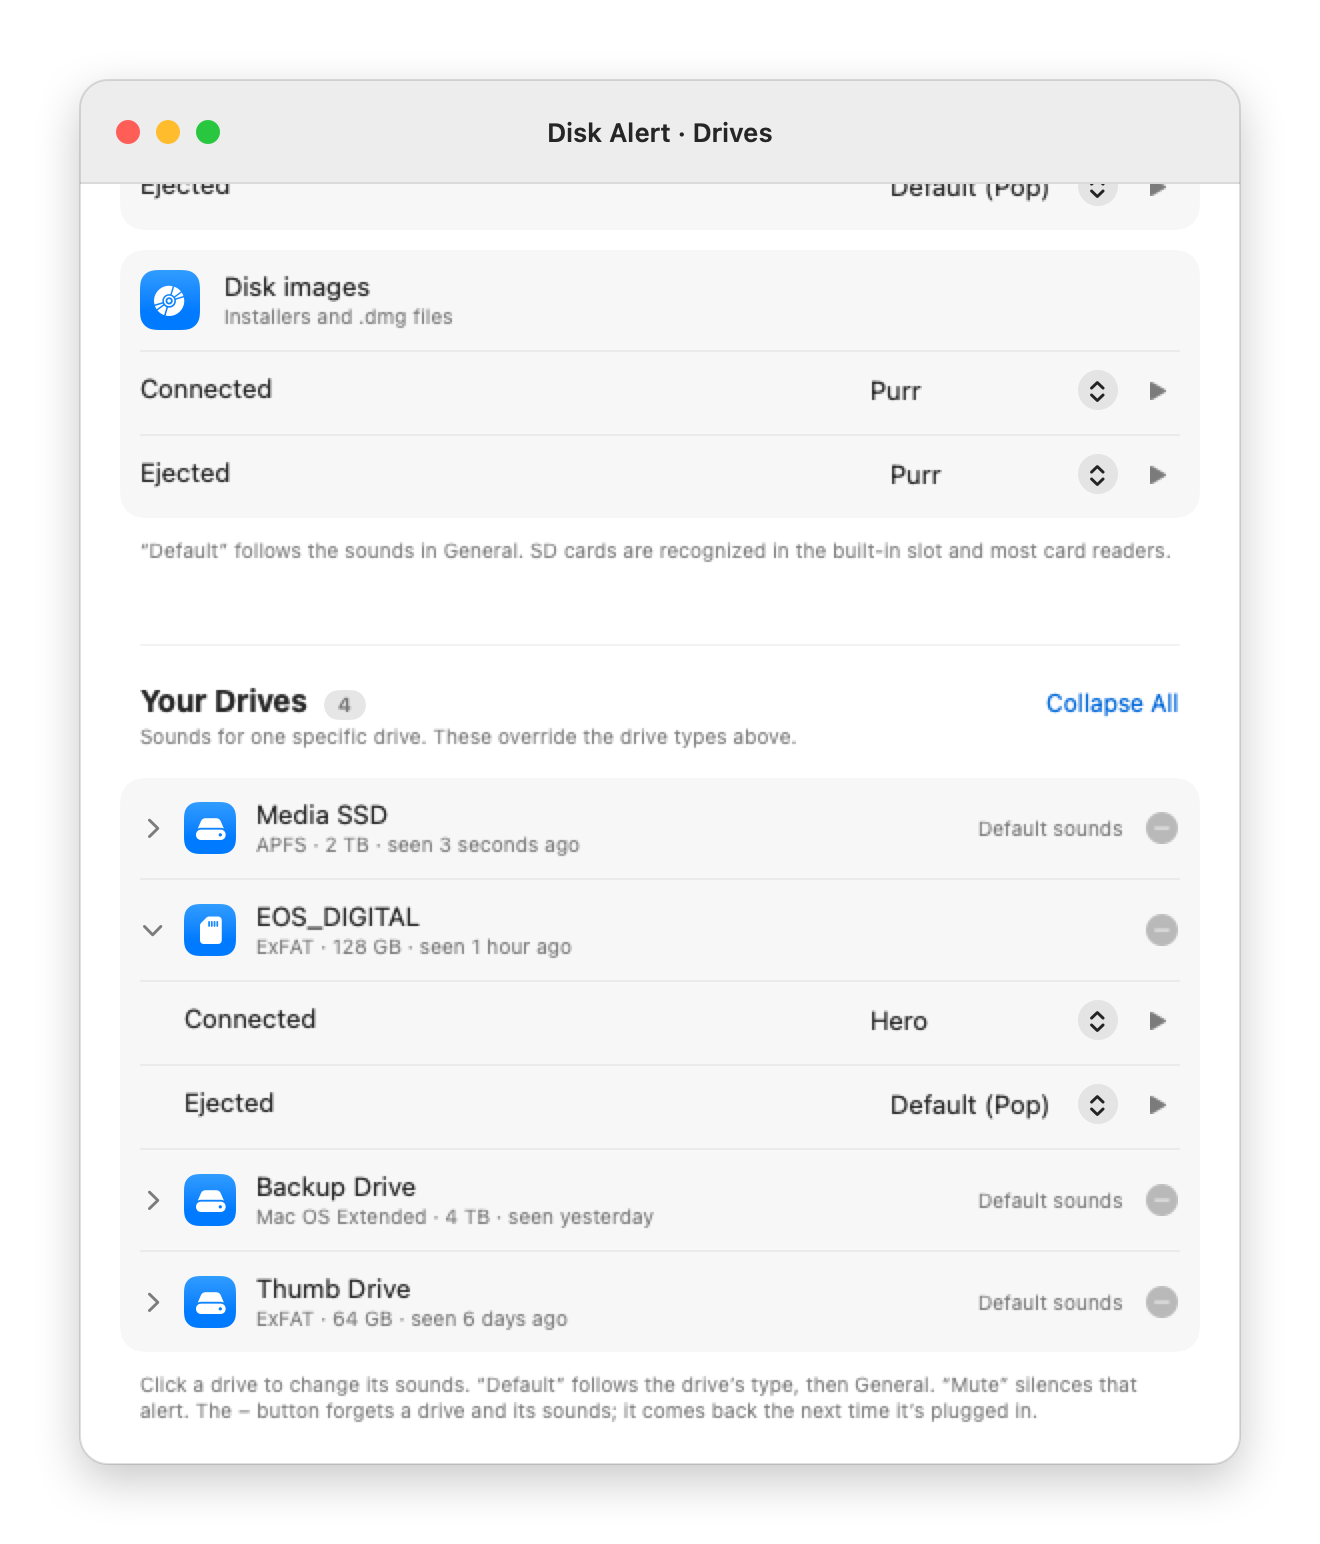 Disk Alert · Drives
Ejected Default (Pop)
Disk images
Installers and .dmg files
Connected Purr
Ejected Purr
“Default” follows the sounds in General. SD cards are recognized in the built-in slot and most card readers.
Your Drives 4 Collapse All
Sounds for one specific drive. These override the drive types above.
Media SSD
APFS · 2 TB · seen 3 seconds ago
Default sounds
EOS_DIGITAL
ExFAT · 128 GB · seen 1 hour ago
Connected Hero
Ejected Default (Pop)
Backup Drive
Mac OS Extended · 4 TB · seen yesterday
Default sounds
Thumb Drive
ExFAT · 64 GB · seen 6 days ago
Default sounds
Click a drive to change its sounds. “Default” follows the drive’s type, then General. “Mute” silences that
alert. The – button forgets a drive and its sounds; it comes back the next time it’s plugged in.